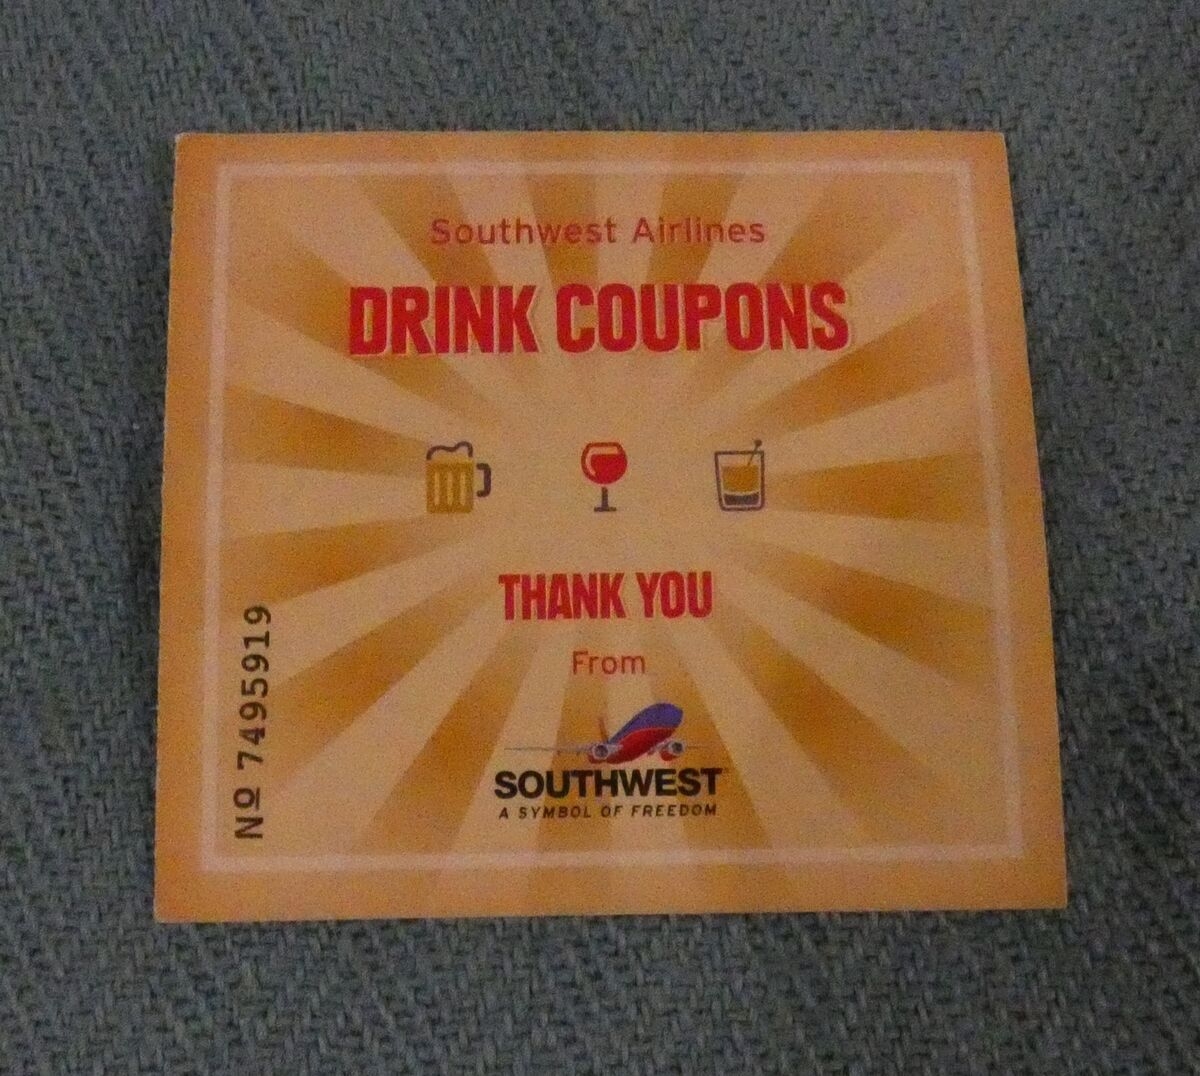 Southwest Airlines
DRINK COUPONS
THANK YOU
From
SOUTHWEST
A SYMBOL OF FREEDOM
Nº 7495919